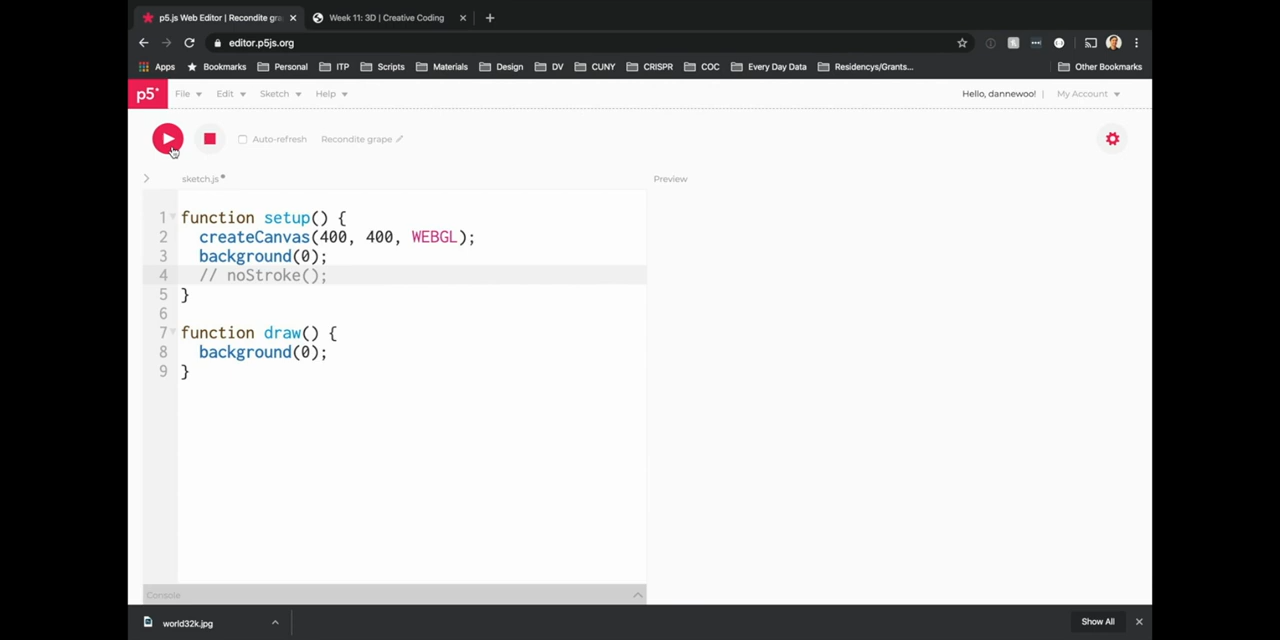 p5.js Web Editor | Recondite gra
Week 11: 3D | Creative Coding
editor.p5js.org
Apps Bookmarks Personal ITP Scripts Materials Design DV CUNY CRISPR COC Every Day Data Residencys/Grants... Other Bookmarks
p5* File Edit Sketch Help Hello, dannewoo! | My Account
Auto-refresh Recondite grape
sketch.js Preview
1 function setup() {
2 createCanvas(400, 400, WEBGL);
3 background(0);
4 // noStroke();
5 }
6
7 function draw() {
8 background(0);
9 }
Console
world32k.jpg Show All